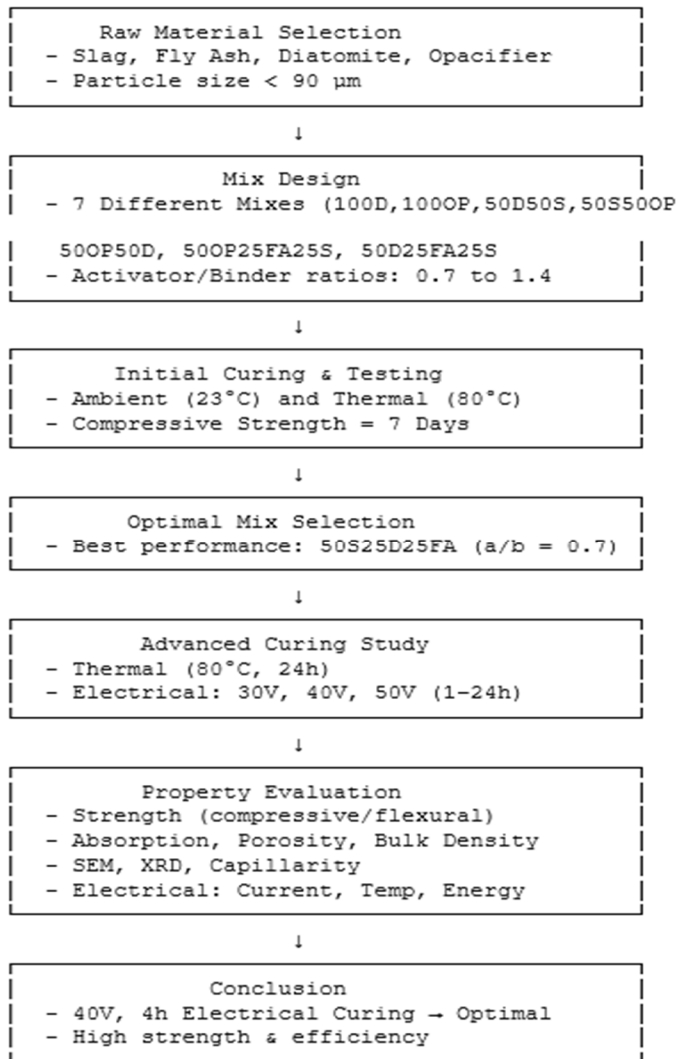 Raw Material Selection
- Slag, Fly Ash, Diatomite, Opacifier
- Particle size < 90 µm
↓
Mix Design
- 7 Different Mixes (100D,100OP,50D50S,50S50OP
50OP50D, 50OP25FA25S, 50D25FA25S
- Activator/Binder ratios: 0.7 to 1.4
↓
Initial Curing & Testing
- Ambient (23°C) and Thermal (80°C)
- Compressive Strength = 7 Days
↓
Optimal Mix Selection
- Best performance: 50S25D25FA (a/b = 0.7)
↓
Advanced Curing Study
- Thermal (80°C, 24h)
- Electrical: 30V, 40V, 50V (1–24h)
↓
Property Evaluation
- Strength (compressive/flexural)
- Absorption, Porosity, Bulk Density
- SEM, XRD, Capillarity
- Electrical: Current, Temp, Energy
↓
Conclusion
- 40V, 4h Electrical Curing → Optimal
- High strength & efficiency